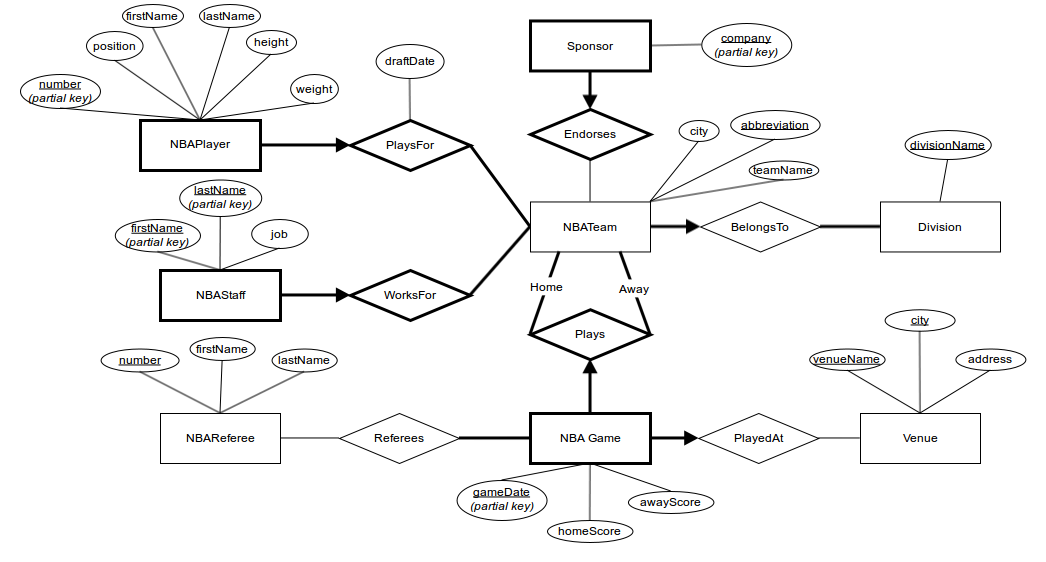 firstName
lastName
position
height
number
(partial key)
weight
NBAPlayer
draftDate
PlaysFor
Sponsor
company
(partial key)
Endorses
city
abbreviation
teamName
divisionName
lastName
(partial key)
firstName
(partial key)
job
NBAStaff
WorksFor
NBATeam
BelongsTo
Division
Home
Away
Plays
number
firstName
lastName
NBAReferee
Referees
NBA Game
PlayedAt
Venue
city
venueName
address
gameDate
(partial key)
homeScore
awayScore